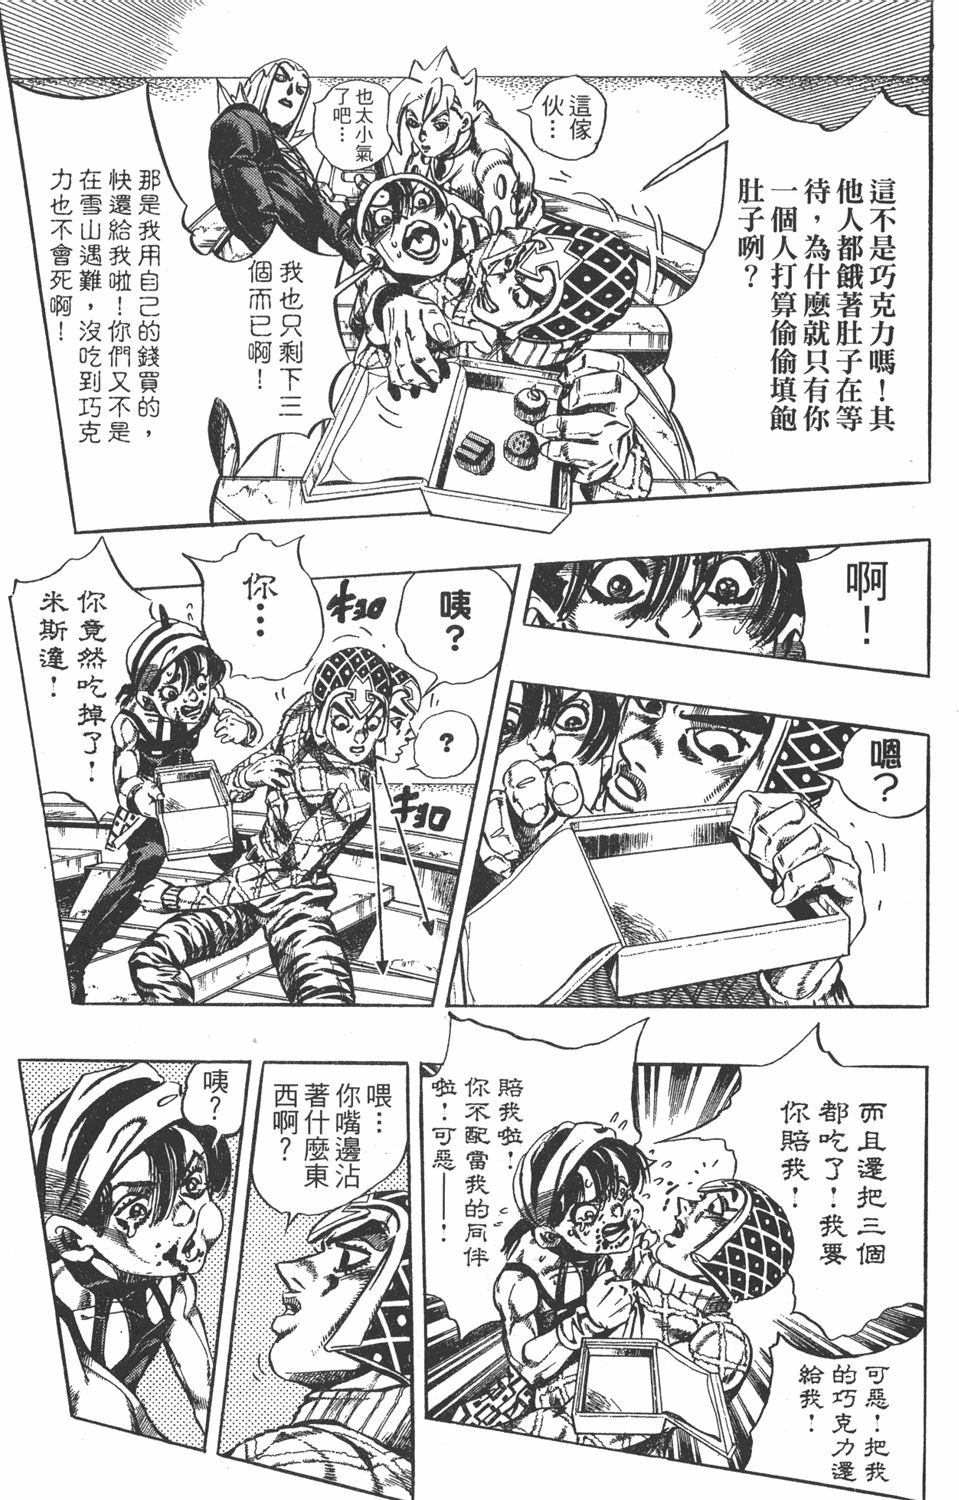 這不是巧克力嗎！其
他人都餓著肚子在等
待，為什麼就只有你
一個人打算偷偷填飽
肚子咧？
這傢
伙…
也太小氣
了吧…
我也只剩下三
個而已啊！
那是我用自己的錢買的，
快還給我啦！你們又不是
在雪山遇難，沒吃到巧克
力也不會死啊！
啊！
嗯？
咦？
？
キョロ
キョロ
你…
你竟然吃掉了！
米斯達！
而且還把三個
都吃了！我要
你賠我！
可惡！把我
的巧克力還
給我！
賠我啦！
你不配當我的同伴
啦！可惡——！
喂…
你嘴邊沾
著什麼東
西啊？
咦？